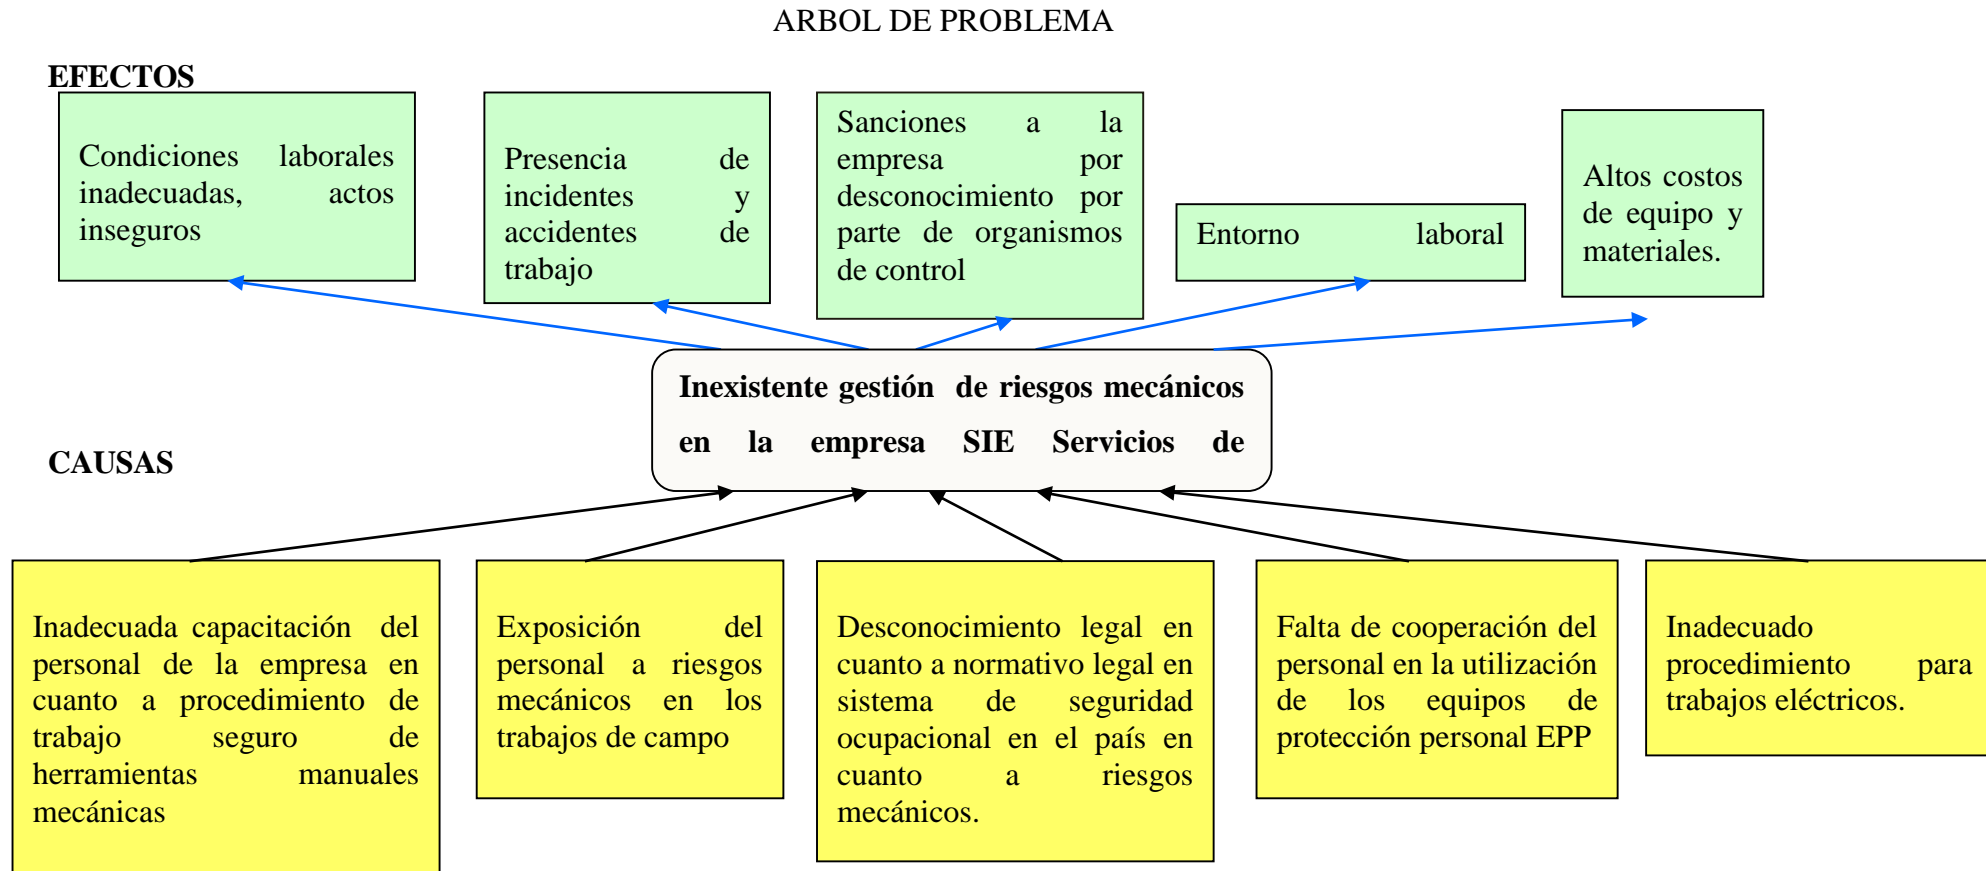 ARBOL DE PROBLEMA
EFECTOS
Condiciones laborales
inadecuadas, actos
inseguros
Presencia de
incidentes y
accidentes de
trabajo
Sanciones a la
empresa por
desconocimiento por
parte de organismos
de control
Entorno laboral
Altos costos
de equipo y
materiales.
Inexistente gestión de riesgos mecánicos
en la empresa SIE Servicios de
CAUSAS
Inadecuada capacitación del
personal de la empresa en
cuanto a procedimiento de
trabajo seguro de
herramientas manuales
mecánicas
Exposición del
personal a riesgos
mecánicos en los
trabajos de campo
Desconocimiento legal en
cuanto a normativo legal en
sistema de seguridad
ocupacional en el país en
cuanto a riesgos
mecánicos.
Falta de cooperación del
personal en la utilización
de los equipos de
protección personal EPP
Inadecuado
procedimiento para
trabajos eléctricos.